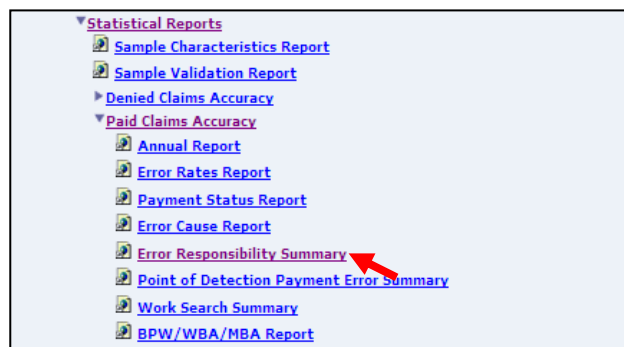 Statistical Reports
Sample Characteristics Report
Sample Validation Report
Denied Claims Accuracy
Paid Claims Accuracy
Annual Report
Error Rates Report
Payment Status Report
Error Cause Report
Error Responsibility Summary
Point of Detection Payment Error Summary
Work Search Summary
BPW/WBA/MBA Report